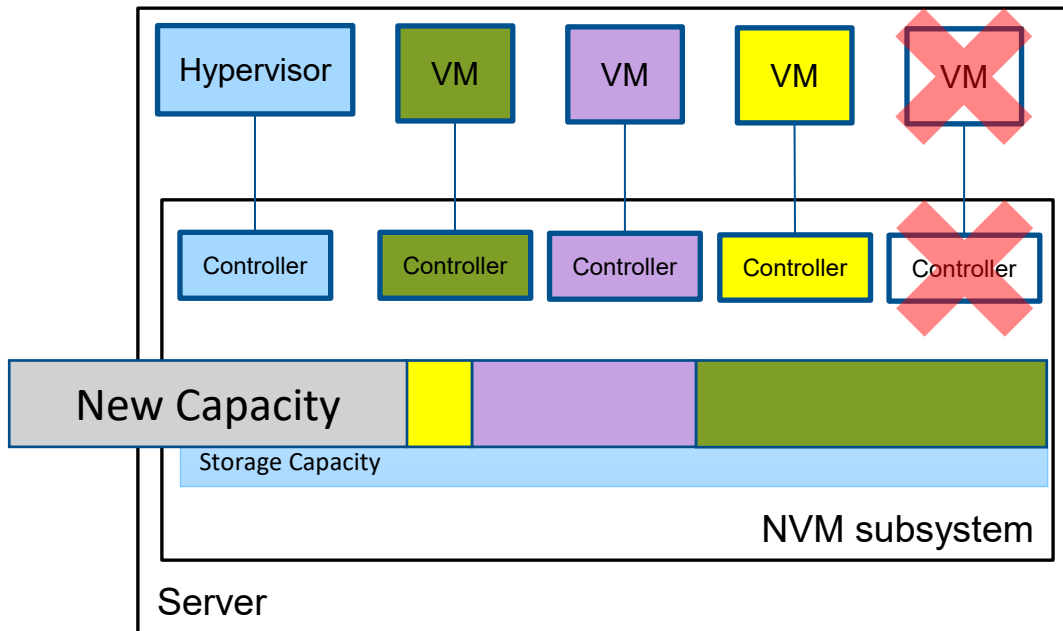 Hypervisor
VM
VM
VM
VM
Controller
Controller
Controller
Controller
Controller
New Capacity
Storage Capacity
NVM subsystem
Server